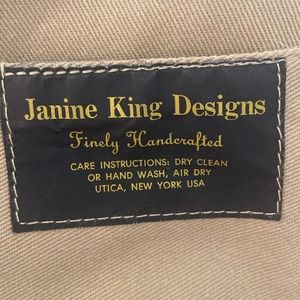 Janine King Designs
Finely Handcrafted
CARE INSTRUCTIONS: DRY CLEAN
OR HAND WASH, AIR DRY
UTICA, NEW YORK USA